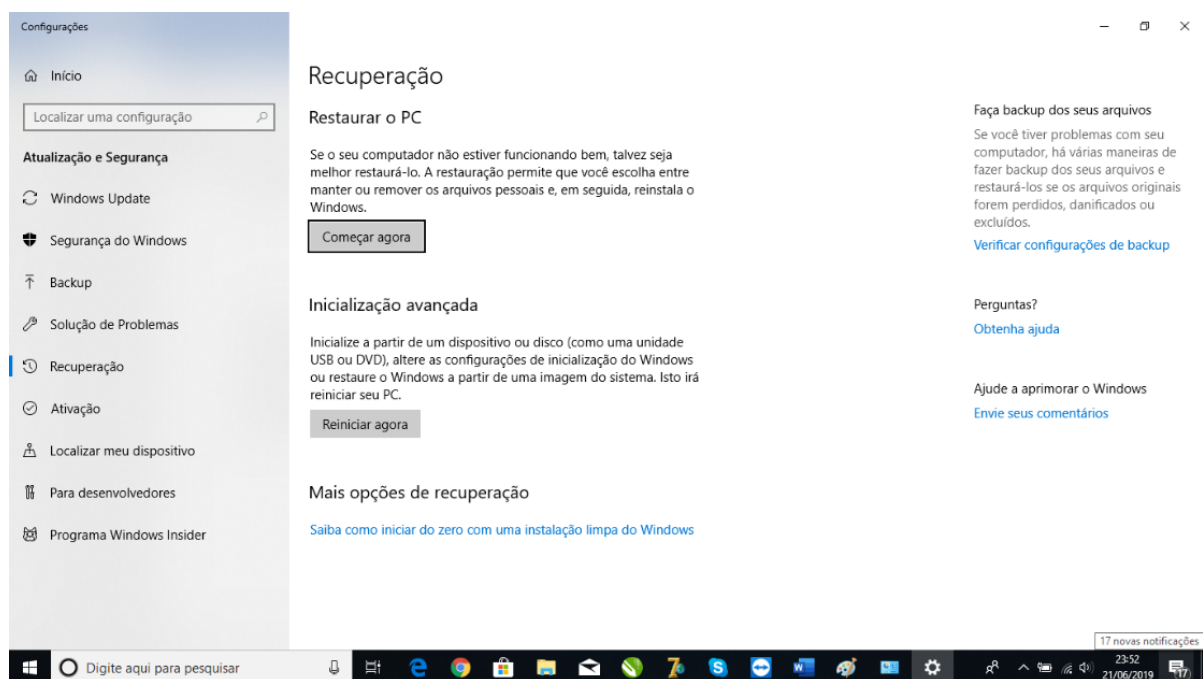 Configurações
Início
Localizar uma configuração
Atualização e Segurança
Windows Update
Segurança do Windows
Backup
Solução de Problemas
Recuperação
Ativação
Localizar meu dispositivo
Para desenvolvedores
Programa Windows Insider
Recuperação
Restaurar o PC
Se o seu computador não estiver funcionando bem, talvez seja
melhor restaurá-lo. A restauração permite que você escolha entre
manter ou remover os arquivos pessoais e, em seguida, reinstala o
Windows.
Começar agora
Inicialização avançada
Inicialize a partir de um dispositivo ou disco (como uma unidade
USB ou DVD), altere as configurações de inicialização do Windows
ou restaure o Windows a partir de uma imagem do sistema. Isto irá
reiniciar seu PC.
Reiniciar agora
Mais opções de recuperação
Saiba como iniciar do zero com uma instalação limpa do Windows
Faça backup dos seus arquivos
Se você tiver problemas com seu
computador, há várias maneiras de
fazer backup dos seus arquivos e
restaurá-los se os arquivos originais
forem perdidos, danificados ou
excluídos.
Verificar configurações de backup
Perguntas?
Obtenha ajuda
Ajude a aprimorar o Windows
Envie seus comentários
17 novas notificações
Digite aqui para pesquisar
23:52
21/06/2019
17